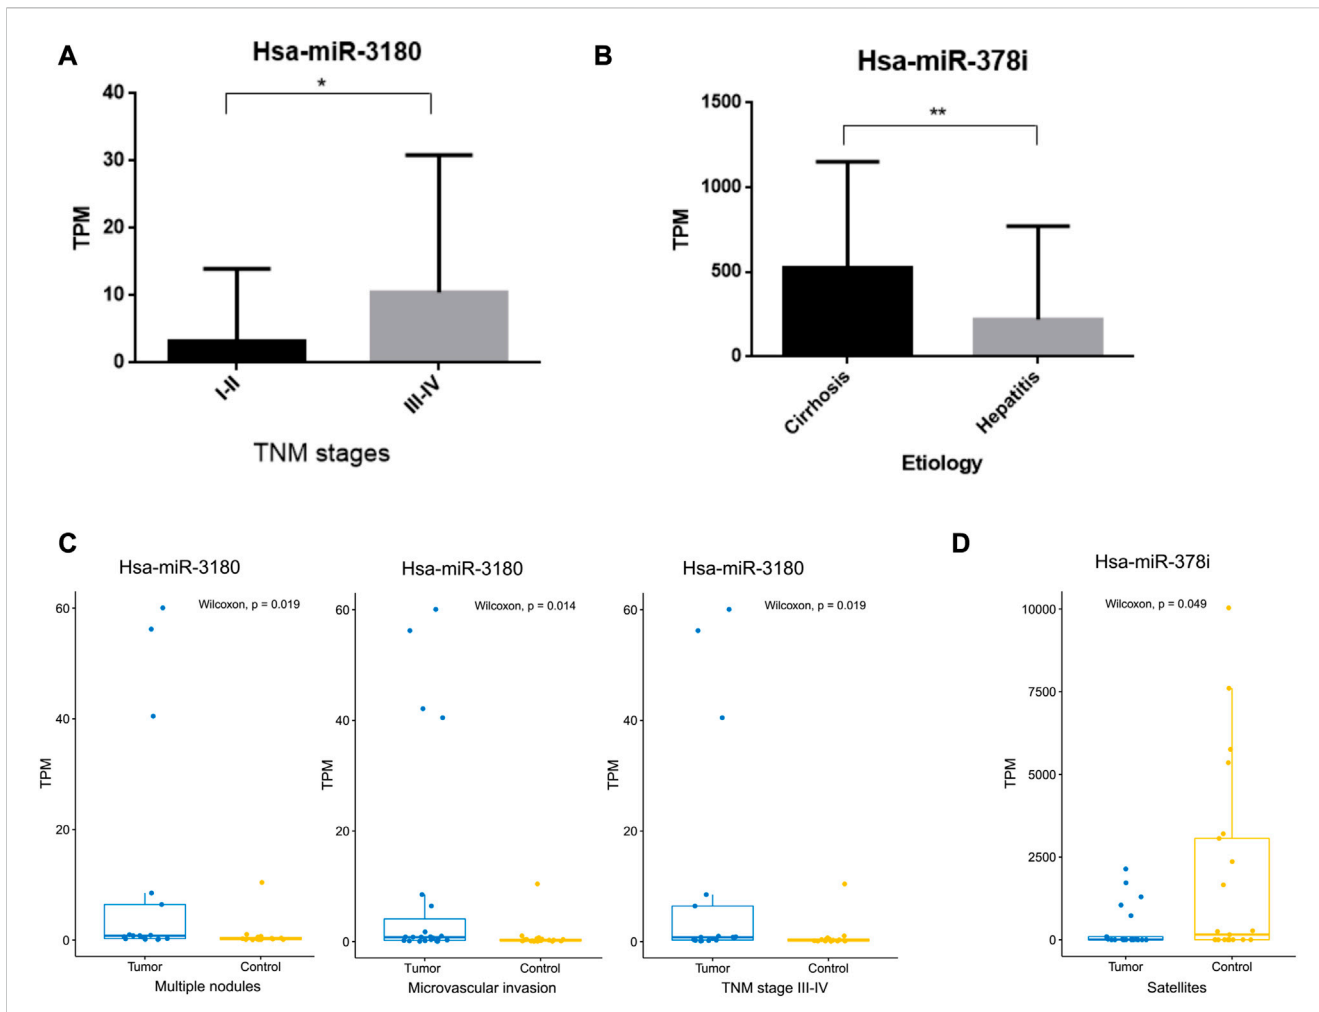 A
Hsa-miR-3180
*
40
30
20
10
0
TPM
I-II
III-IV
TNM stages
B
Hsa-miR-378i
**
1500
1000
500
0
TPM
Cirrhosis
Hepatitis
Etiology
C
Hsa-miR-3180
Wilcoxon, p = 0.019
60
40
20
0
TPM
Tumor
Control
Multiple nodules
Hsa-miR-3180
Wilcoxon, p = 0.014
60
40
20
0
TPM
Tumor
Control
Microvascular invasion
Hsa-miR-3180
Wilcoxon, p = 0.019
60
40
20
0
TPM
Tumor
Control
TNM stage III-IV
D
Hsa-miR-378i
Wilcoxon, p = 0.049
10000
7500
5000
2500
0
TPM
Tumor
Control
Satellites